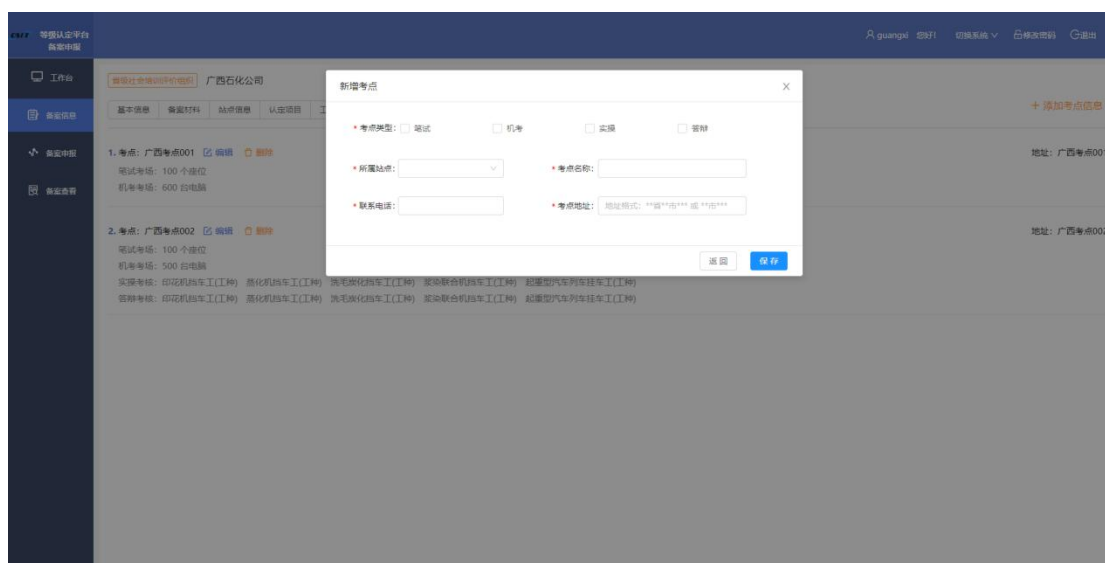 等级认定平台
备案申报
guangxi 您好!
切换系统
修改密码
退出
工作台
备案信息
备案申报
备案查看
广西石化公司
基本信息 备案材料 站点信息 认定项目 工
+ 添加考点信息
1. 考点: 广西考点001 编辑 删除
地址: 广西考点001
笔试考场: 100 个座位
机考考场: 600 台电脑
2. 考点: 广西考点002 编辑 删除
地址: 广西考点002
笔试考场: 100 个座位
机考考场: 500 台电脑
实操考核: 印花机挡车工(工种) 蒸化机挡车工(工种) 洗毛炭化挡车工(工种) 浆染联合机挡车工(工种) 起重型汽车列车挂车工(工种)
答辩考核: 印花机挡车工(工种) 蒸化机挡车工(工种) 洗毛炭化挡车工(工种) 浆染联合机挡车工(工种) 起重型汽车列车挂车工(工种)
新增考点
* 考点类型: 笔试 机考 实操 答辩
* 所属站点: * 考点名称:
* 联系电话: * 考点地址: 地址格式: **省**市*** 或 **市***
返 回 保 存